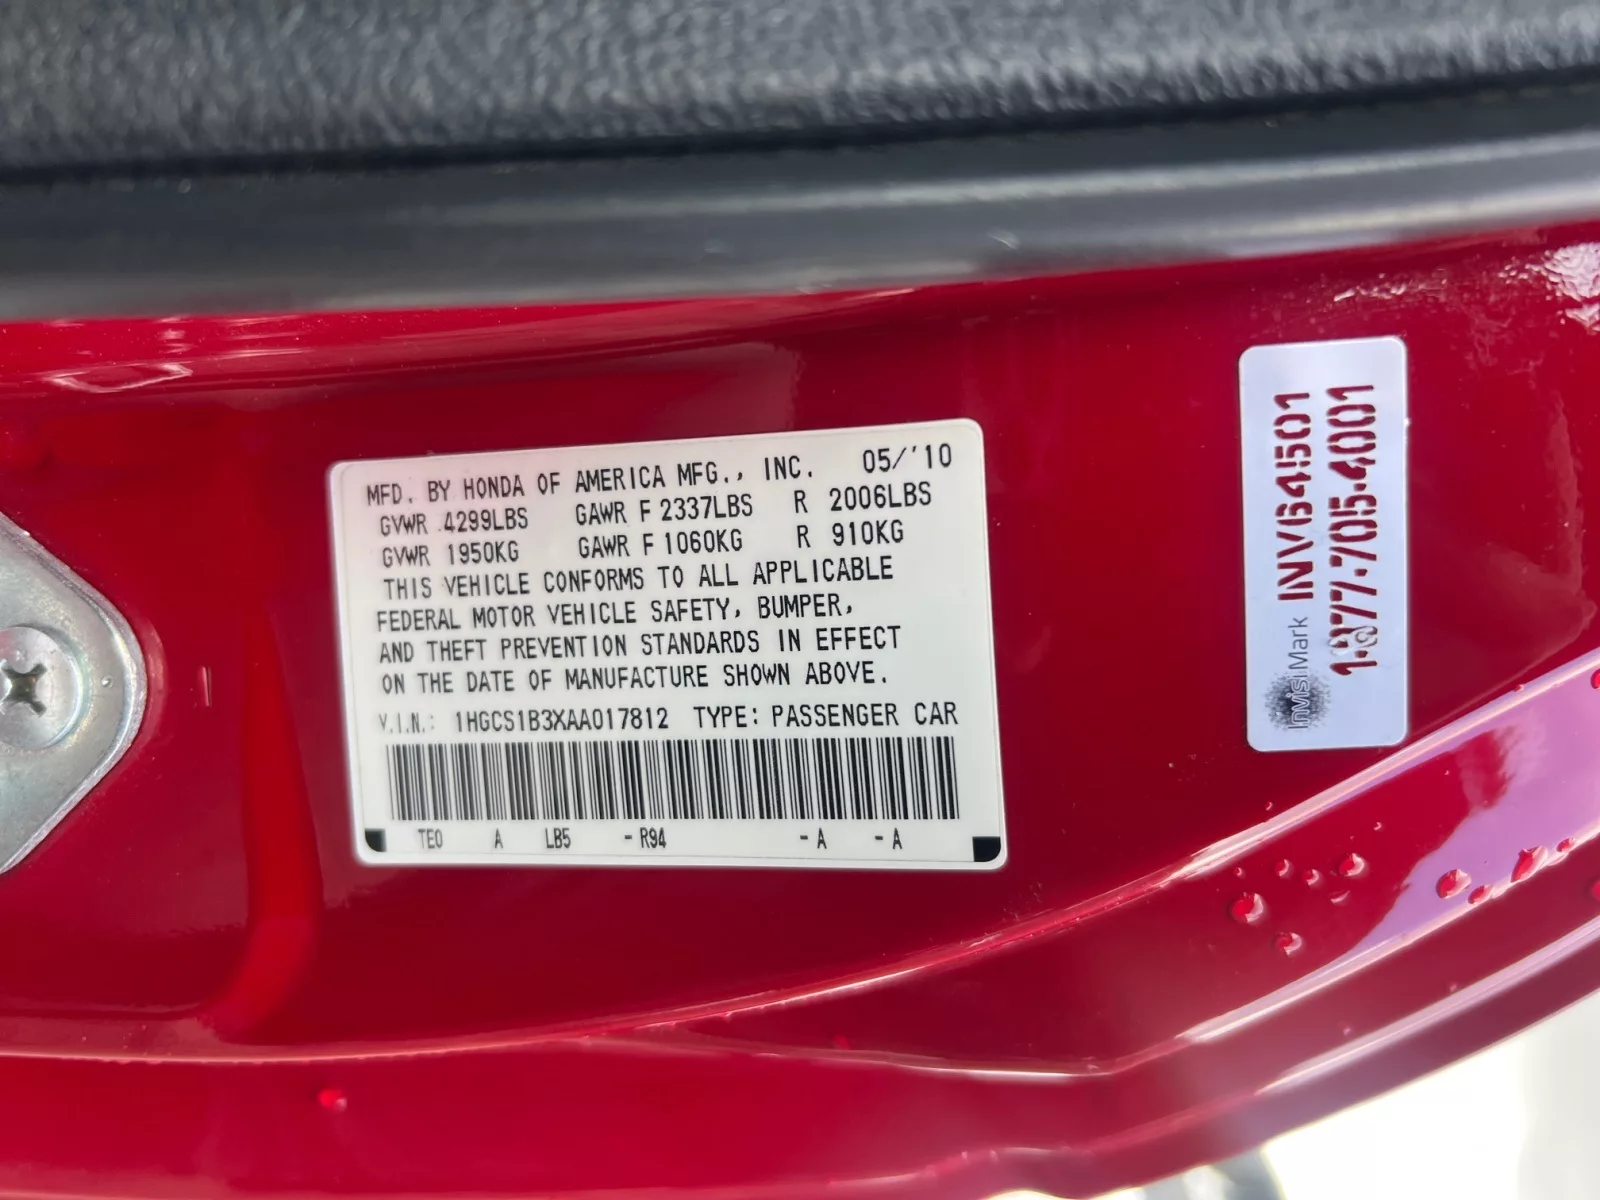 MFD. BY HONDA OF AMERICA MFG., INC. 05/'10
GVWR 4299LBS GAWR F 2337LBS R 2006LBS
GVWR 1950KG GAWR F 1060KG R 910KG
THIS VEHICLE CONFORMS TO ALL APPLICABLE
FEDERAL MOTOR VEHICLE SAFETY, BUMPER,
AND THEFT PREVENTION STANDARDS IN EFFECT
ON THE DATE OF MANUFACTURE SHOWN ABOVE.
V.I.N.: 1HGCS1B3XAA017812 TYPE: PASSENGER CAR
TE0 A LB5 -R94 -A -A
InvisiMark INV64501
1-877-705-4001